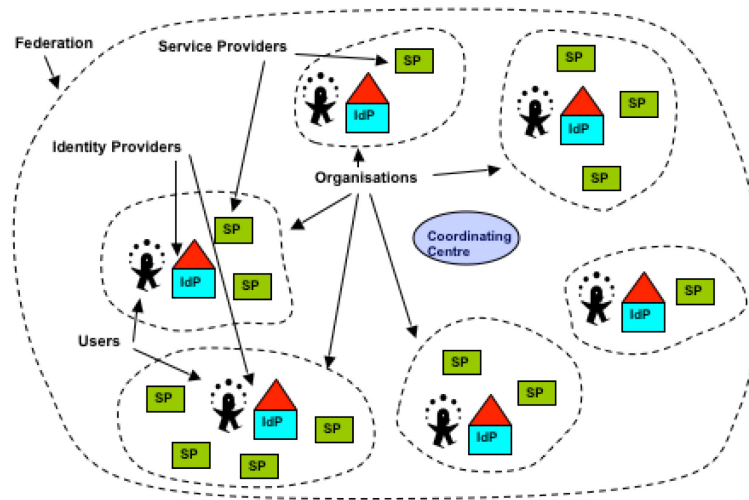 Federation
Service Providers
SP
SP
IdP
SP
IdP
SP
Identity Providers
Organisations
SP
SP
Coordinating
Centre
IdP
SP
SP
IdP
Users
SP
SP
SP
IdP
SP
SP
SP
IdP
SP
IdP